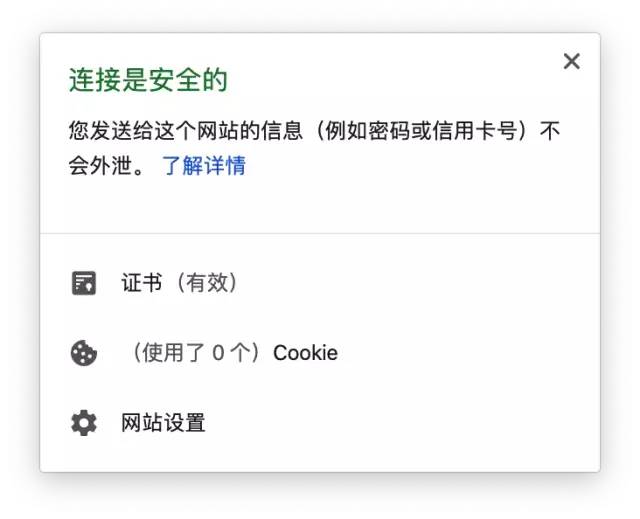 连接是安全的
您发送给这个网站的信息（例如密码或信用卡号）不
会外泄。 了解详情
证书（有效）
（使用了 0 个）Cookie
网站设置